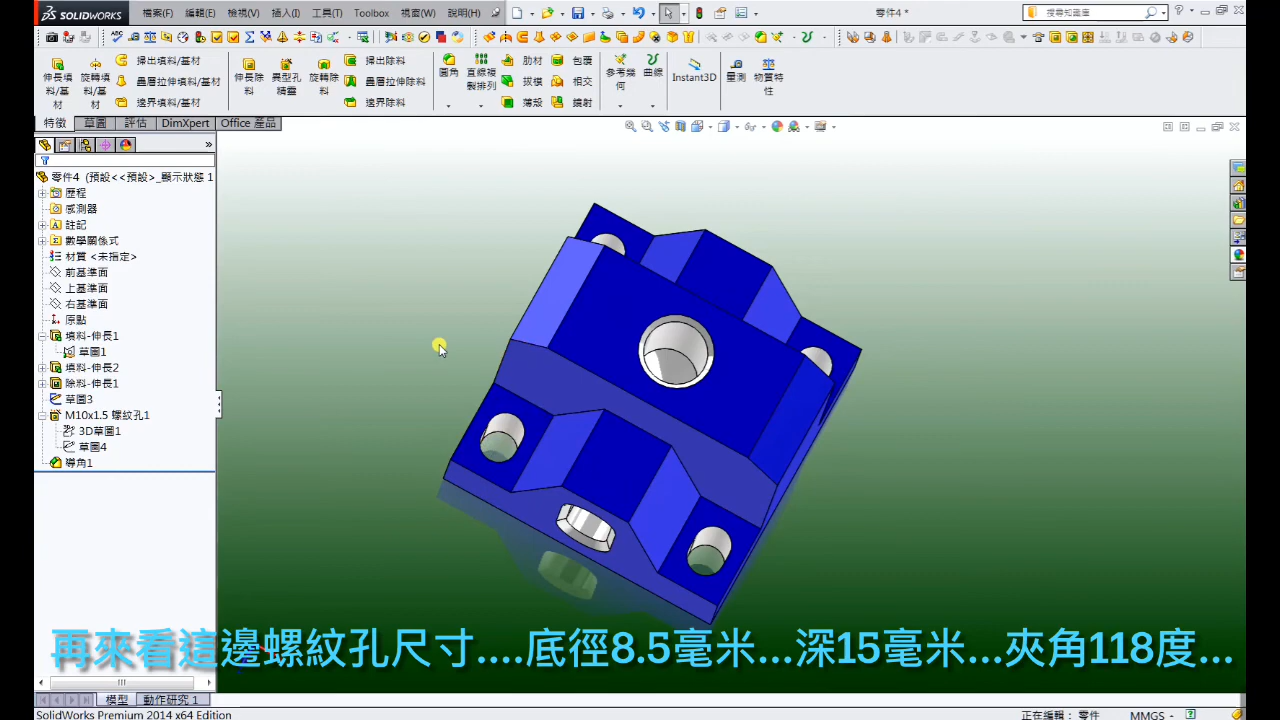 SOLIDWORKS 檔案(F) 編輯(E) 檢視(V) 插入(I) 工具(T) Toolbox 視窗(W) 說明(H) 零件4 * 搜尋知識庫
伸長填料/基材 旋轉填料/基材 掃出填料/基材 疊層拉伸填料/基材 邊界填料/基材 伸長除料 異型孔精靈 旋轉除料 掃出除料 疊層拉伸除料 邊界除料 圓角 直線複製排列 肋材 拔模 薄殼 包覆 相交 鏡射 參考幾何 曲線 Instant3D 量測 物質特性
特徵 草圖 評估 DimXpert Office 產品
零件4 (預設<<預設>_顯示狀態 1
歷程
感測器
註記
數學關係式
材質 <未指定>
前基準面
上基準面
右基準面
原點
填料-伸長1
草圖1
填料-伸長2
除料-伸長1
草圖3
M10x1.5 螺紋孔1
3D草圖1
草圖4
導角1
再來看這邊螺紋孔尺寸....底徑8.5毫米...深15毫米...夾角118度...
模型 動作研究 1
SolidWorks Premium 2014 x64 Edition 正在編輯: 零件 MMGS